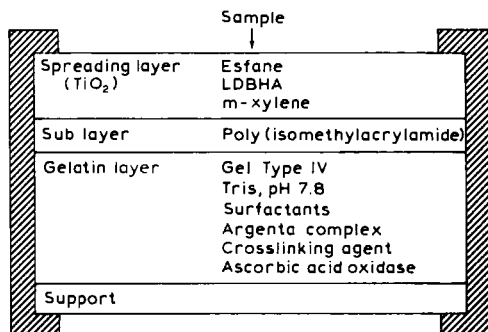 Sample
Spreading layer Esfane
(TiO2) LDBHA
m-xylene
Sub layer Poly(isomethylacrylamide)
Gelatin layer Gel Type IV
Tris, pH 7.8
Surfactants
Argenta complex
Crosslinking agent
Ascorbic acid oxidase
Support